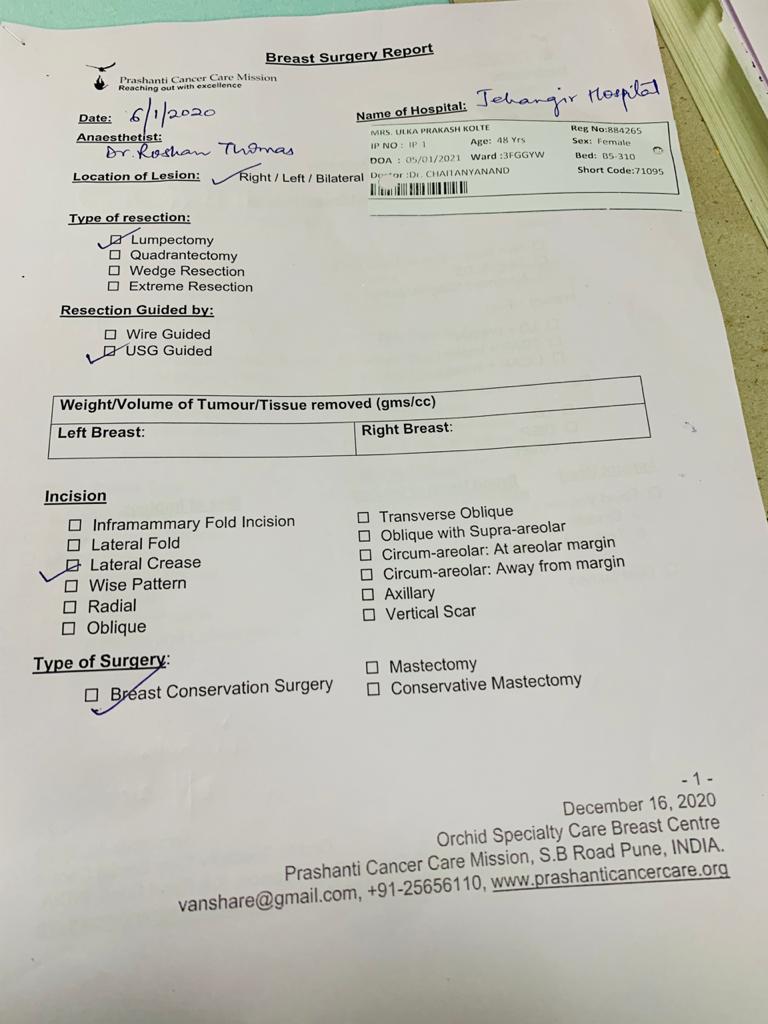 Breast Surgery Report
Prashanti Cancer Care Mission
Reaching out with excellence
Date: 6/1/2020
Name of Hospital: Jehangir Hospital
Anaesthetist:
Dr. Roshan Thomas
MRS. ULKA PRAKASH KOLTE
Reg No:884265
IP NO : IP 1 Age: 48 Yrs Sex: Female
DOA : 05/01/2021 Ward :3FGGYW Bed: B5-310
Doctor :Dr. CHAITANYANAND Short Code:71095
Location of Lesion: ✓ Right / Left / Bilateral
Type of resection:
☑ Lumpectomy
☐ Quadrantectomy
☐ Wedge Resection
☐ Extreme Resection
Resection Guided by:
☐ Wire Guided
☑ USG Guided
Weight/Volume of Tumour/Tissue removed (gms/cc)
Left Breast: Right Breast:
Incision
☐ Inframammary Fold Incision
☐ Lateral Fold
☑ Lateral Crease
☐ Wise Pattern
☐ Radial
☐ Oblique
☐ Transverse Oblique
☐ Oblique with Supra-areolar
☐ Circum-areolar: At areolar margin
☐ Circum-areolar: Away from margin
☐ Axillary
☐ Vertical Scar
Type of Surgery:
☑ Breast Conservation Surgery
☐ Mastectomy
☐ Conservative Mastectomy
- 1 -
December 16, 2020
Orchid Specialty Care Breast Centre
Prashanti Cancer Care Mission, S.B Road Pune, INDIA.
vanshare@gmail.com, +91-25656110, www.prashanticancercare.org